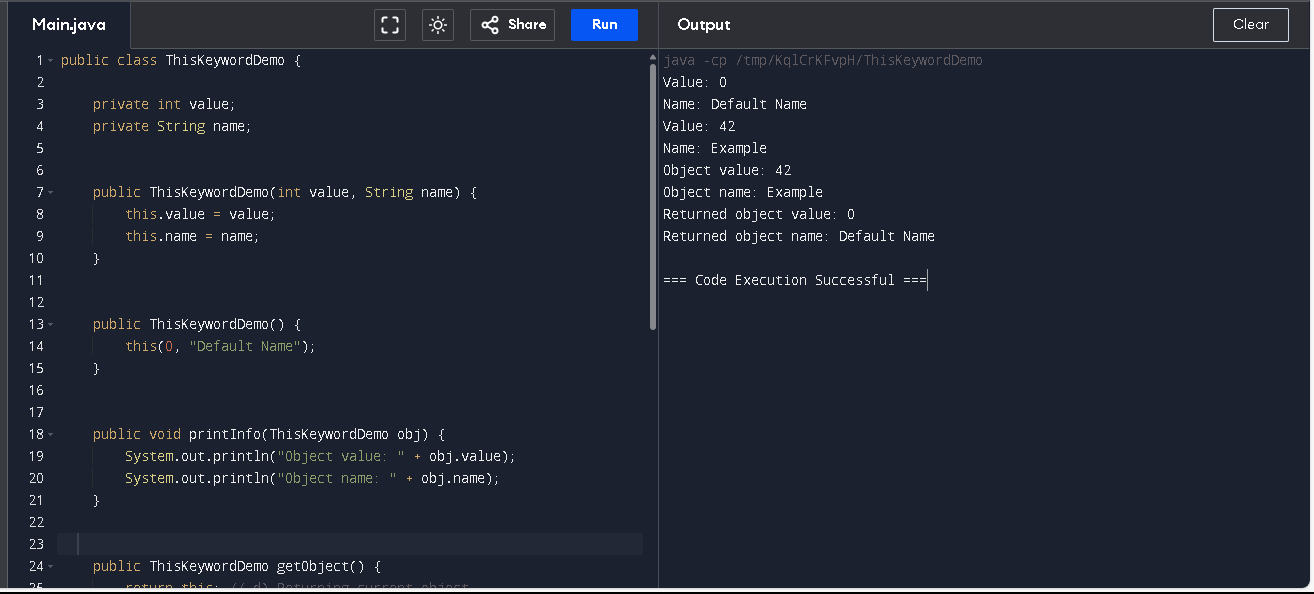 Main.java
Share
Run
Output
Clear
1 public class ThisKeywordDemo {
2
3 private int value;
4 private String name;
5
6
7 public ThisKeywordDemo(int value, String name) {
8 this.value = value;
9 this.name = name;
10 }
11
12
13 public ThisKeywordDemo() {
14 this(0, "Default Name");
15 }
16
17
18 public void printInfo(ThisKeywordDemo obj) {
19 System.out.println("Object value: " + obj.value);
20 System.out.println("Object name: " + obj.name);
21 }
22
23
24 public ThisKeywordDemo getObject() {
25 return this; // d) Returning current object
java -cp /tmp/KqlCrKFvpH/ThisKeywordDemo
Value: 0
Name: Default Name
Value: 42
Name: Example
Object value: 42
Object name: Example
Returned object value: 0
Returned object name: Default Name
=== Code Execution Successful ===